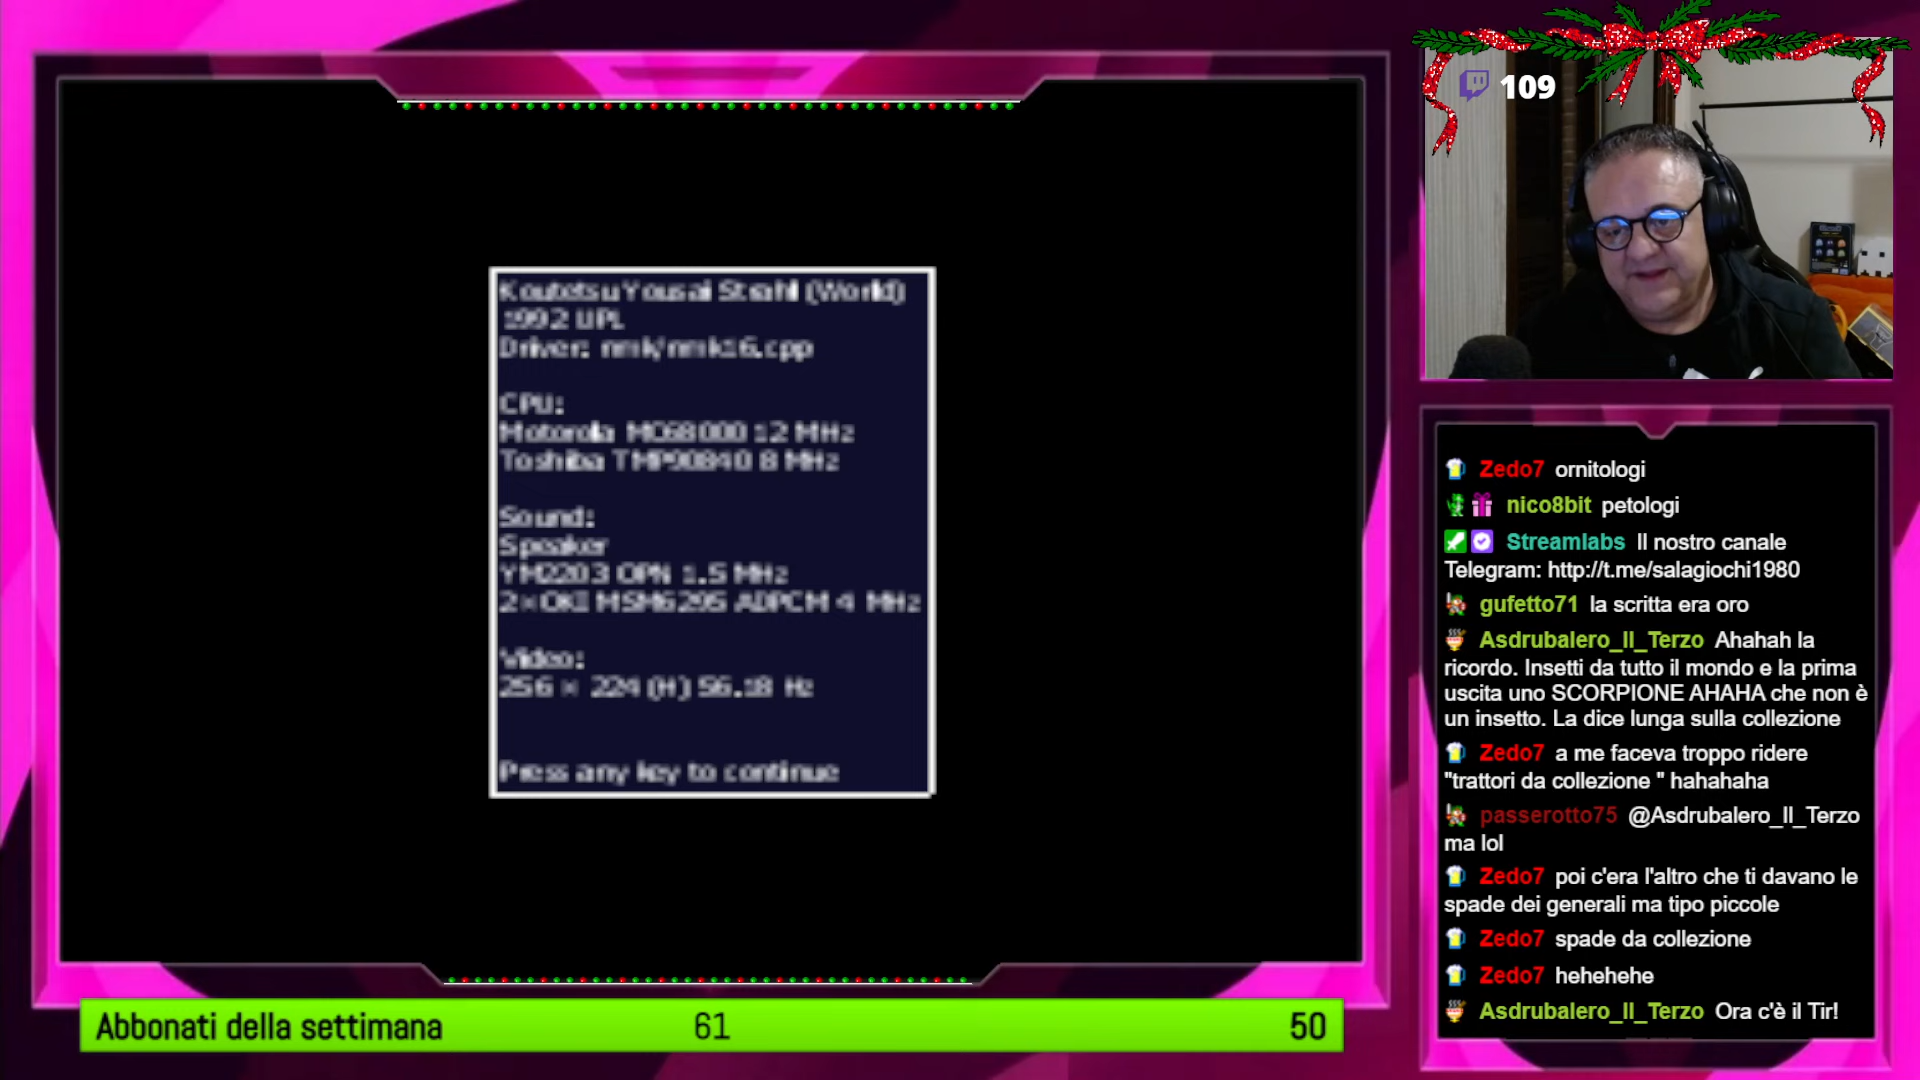 Koutetsu Yousai Strahl (World)
1992 UPL
Driver: nmk/nmk16.cpp
CPU:
Motorola MC68000 12 MHz
Toshiba TMP90840 8 MHz
Sound:
Speaker
YM2203 OPN 1.5 MHz
2×OKI MSM6295 ADPCM 4 MHz
Video:
256 × 224 (H) 56.18 Hz
Press any key to continue
Abbonati della settimana 61 50
109
Zedo7 ornitologi
nico8bit petologi
Streamlabs Il nostro canale
Telegram: http://t.me/salagiochi1980
gufetto71 la scritta era oro
Asdrubalero_Il_Terzo Ahahah la
ricordo. Insetti da tutto il mondo e la prima
uscita uno SCORPIONE AHAHA che non è
un insetto. La dice lunga sulla collezione
Zedo7 a me faceva troppo ridere
"trattori da collezione " hahahaha
passerotto75 @Asdrubalero_Il_Terzo
ma lol
Zedo7 poi c'era l'altro che ti davano le
spade dei generali ma tipo piccole
Zedo7 spade da collezione
Zedo7 hehehehe
Asdrubalero_Il_Terzo Ora c'è il Tir!